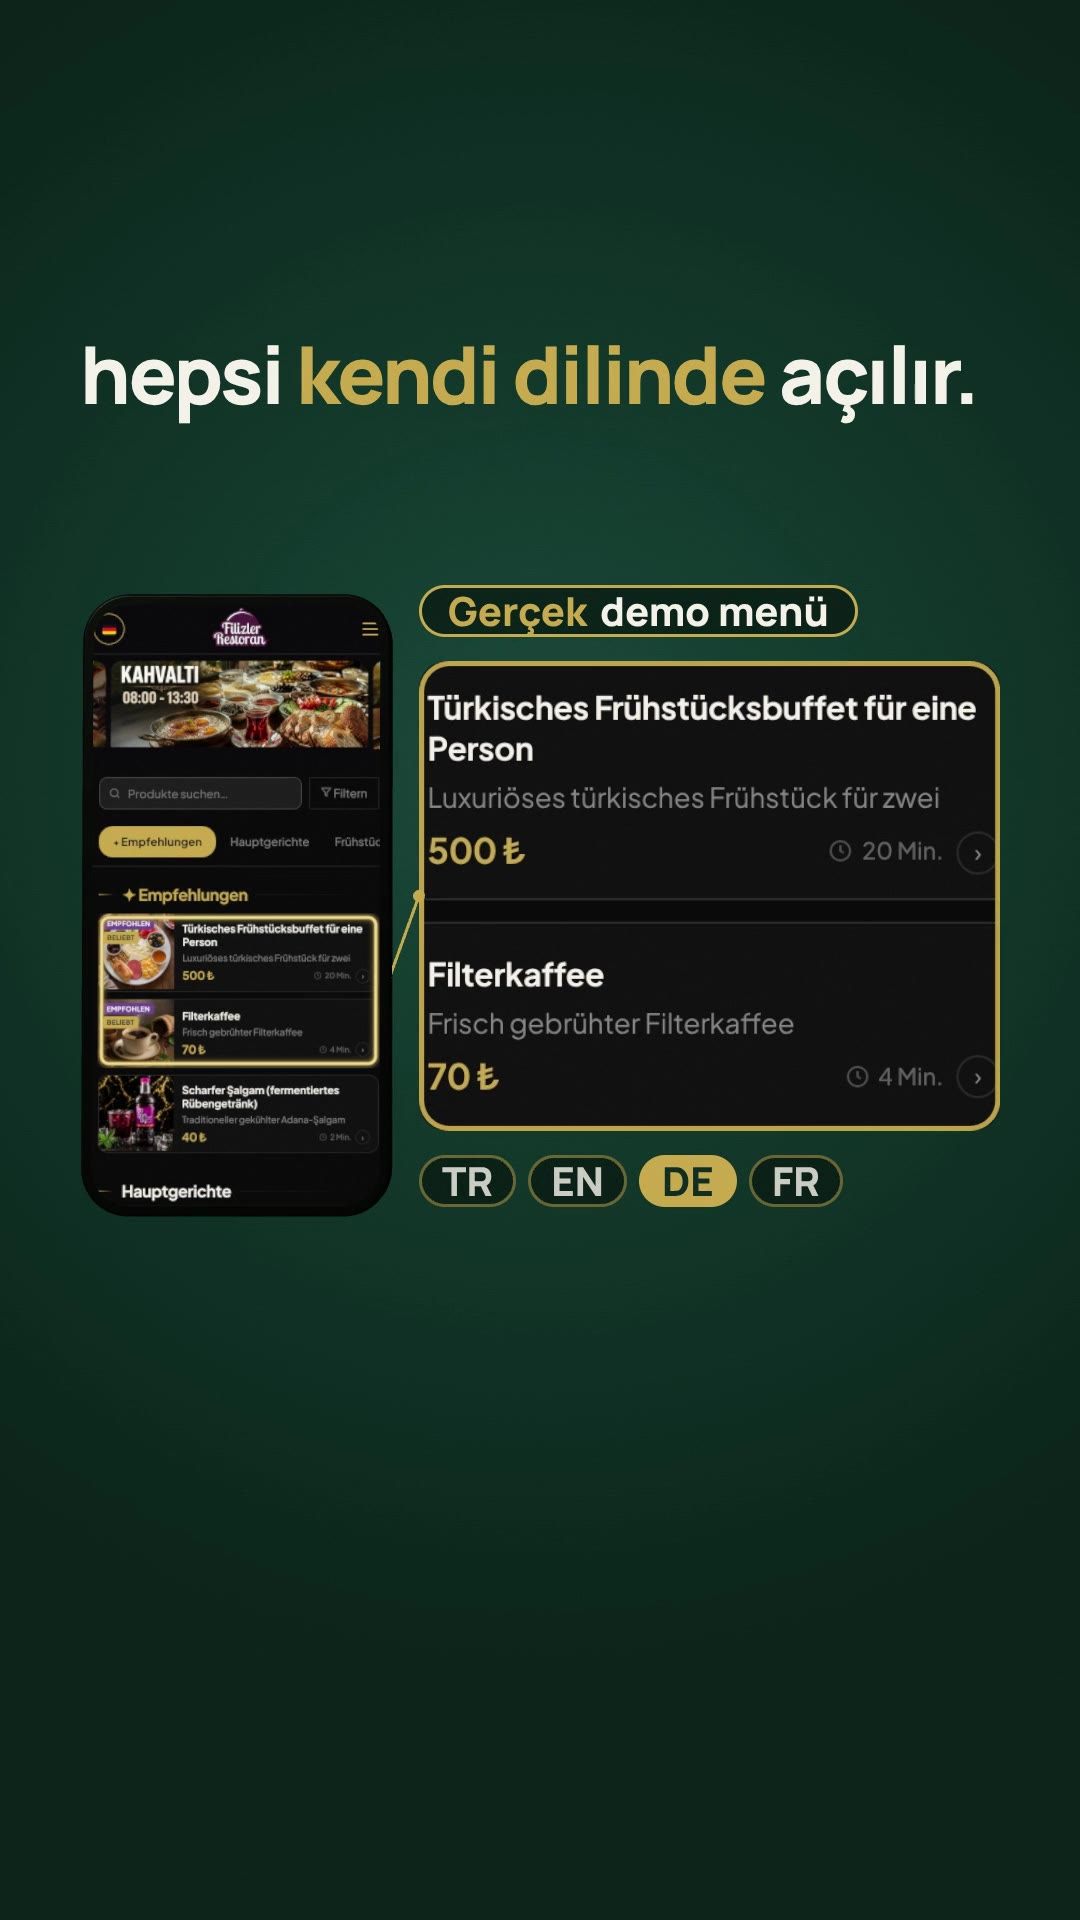 hepsi kendi dilinde açılır.
Filizler
Restoran
KAHVALTI
08:00 - 13:30
Produkte suchen...
Filtern
Empfehlungen
Hauptgerichte
Frühstüc
Empfehlungen
EMPFOHLEN
BELIEBT
Türkisches Frühstücksbuffet für eine
Person
Luxuriöses türkisches Frühstück für zwei
500 ₺
20 Min.
EMPFOHLEN
BELIEBT
Filterkaffee
Frisch gebrühter Filterkaffee
70 ₺
4 Min.
Scharfer Şalgam (fermentiertes
Rübengetränk)
Traditioneller gekühlter Adana-Şalgam
40 ₺
2 Min.
Hauptgerichte
Gerçek demo menü
Türkisches Frühstücksbuffet für eine
Person
Luxuriöses türkisches Frühstück für zwei
500 ₺
20 Min.
Filterkaffee
Frisch gebrühter Filterkaffee
70 ₺
4 Min.
TR EN DE FR